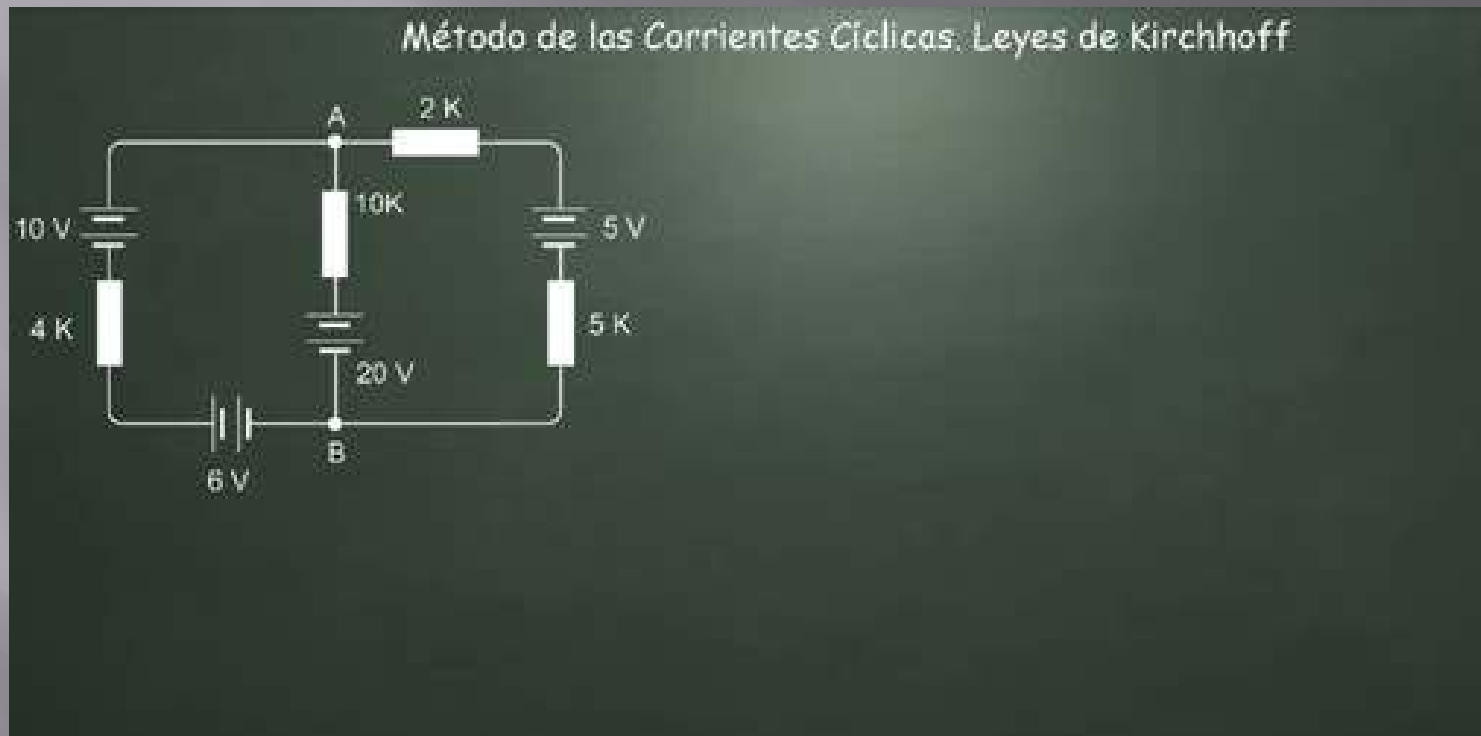 Método de las Corrientes Cíclicas. Leyes de Kirchhoff
A
2 K
10K
10 V
5 V
4 K
5 K
20 V
B
6 V